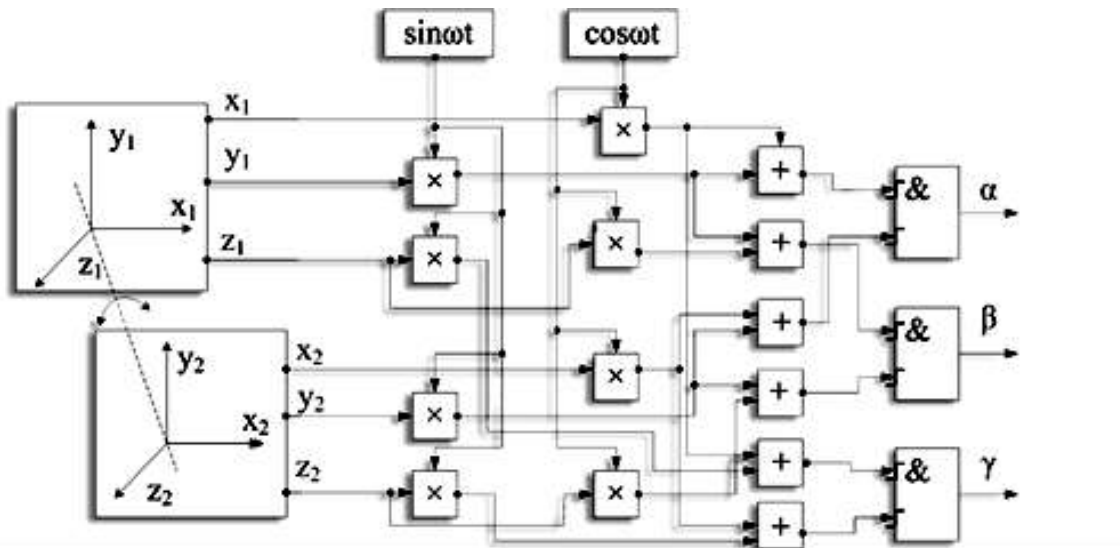 sinωt cosωt
x₁
y₁
y₁
x₁
z₁
z₁
×
×
×
×
+
+
&
α
x₂
y₂
y₂
x₂
z₂
z₂
×
×
×
×
+
+
&
β
+
+
&
γ